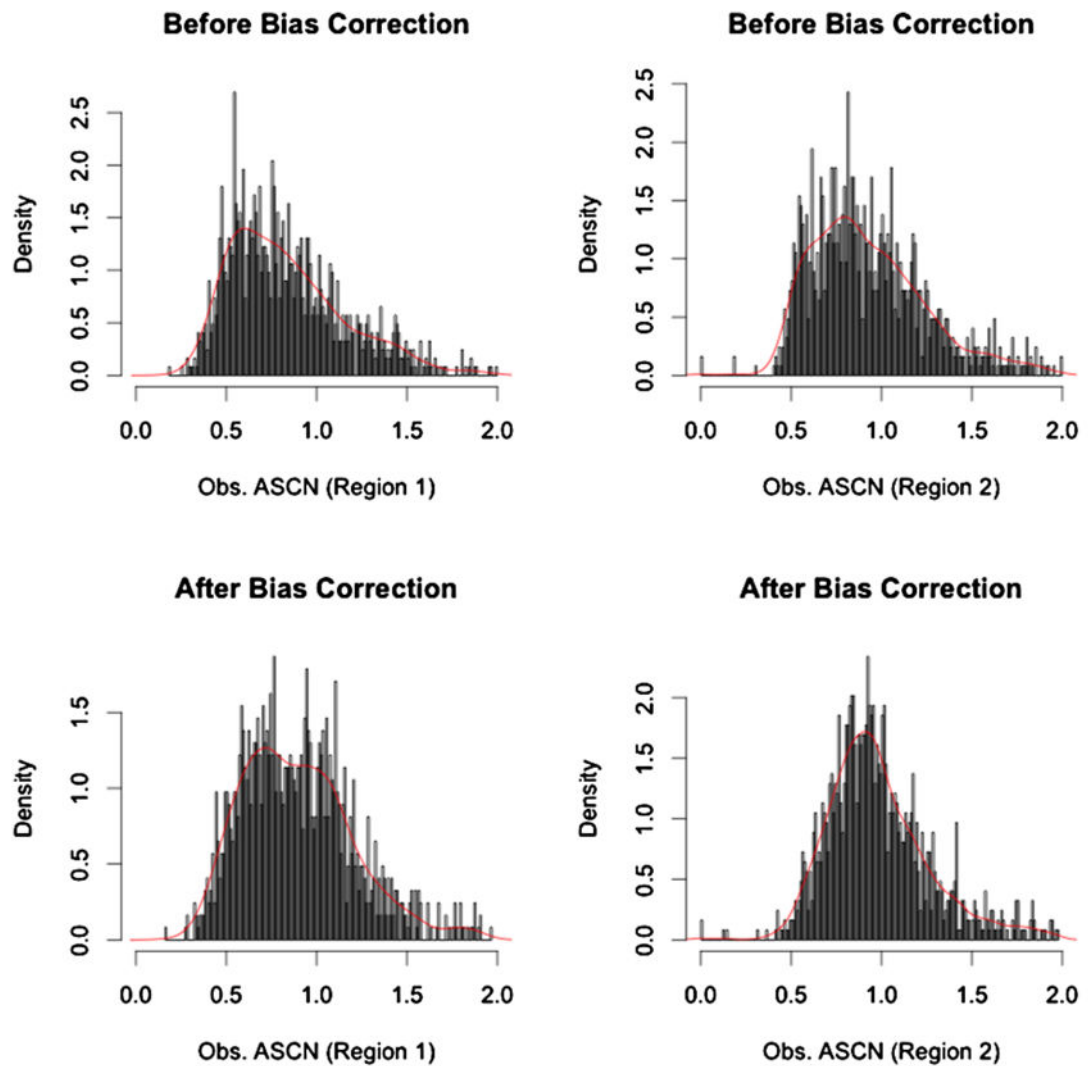 Before Bias Correction
Density
0.0 0.5 1.0 1.5 2.0 2.5
0.0 0.5 1.0 1.5 2.0
Obs. ASCN (Region 1)
Before Bias Correction
Density
0.0 0.5 1.0 1.5 2.0 2.5
0.0 0.5 1.0 1.5 2.0
Obs. ASCN (Region 2)
After Bias Correction
Density
0.0 0.5 1.0 1.5
0.0 0.5 1.0 1.5 2.0
Obs. ASCN (Region 1)
After Bias Correction
Density
0.0 0.5 1.0 1.5 2.0
0.0 0.5 1.0 1.5 2.0
Obs. ASCN (Region 2)